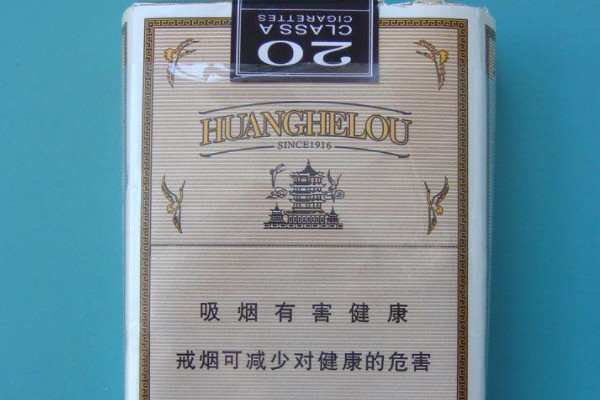 20
CLASS A
CIGARETTES
HUANGHELOU
SINCE1916
吸烟有害健康
戒烟可减少对健康的危害